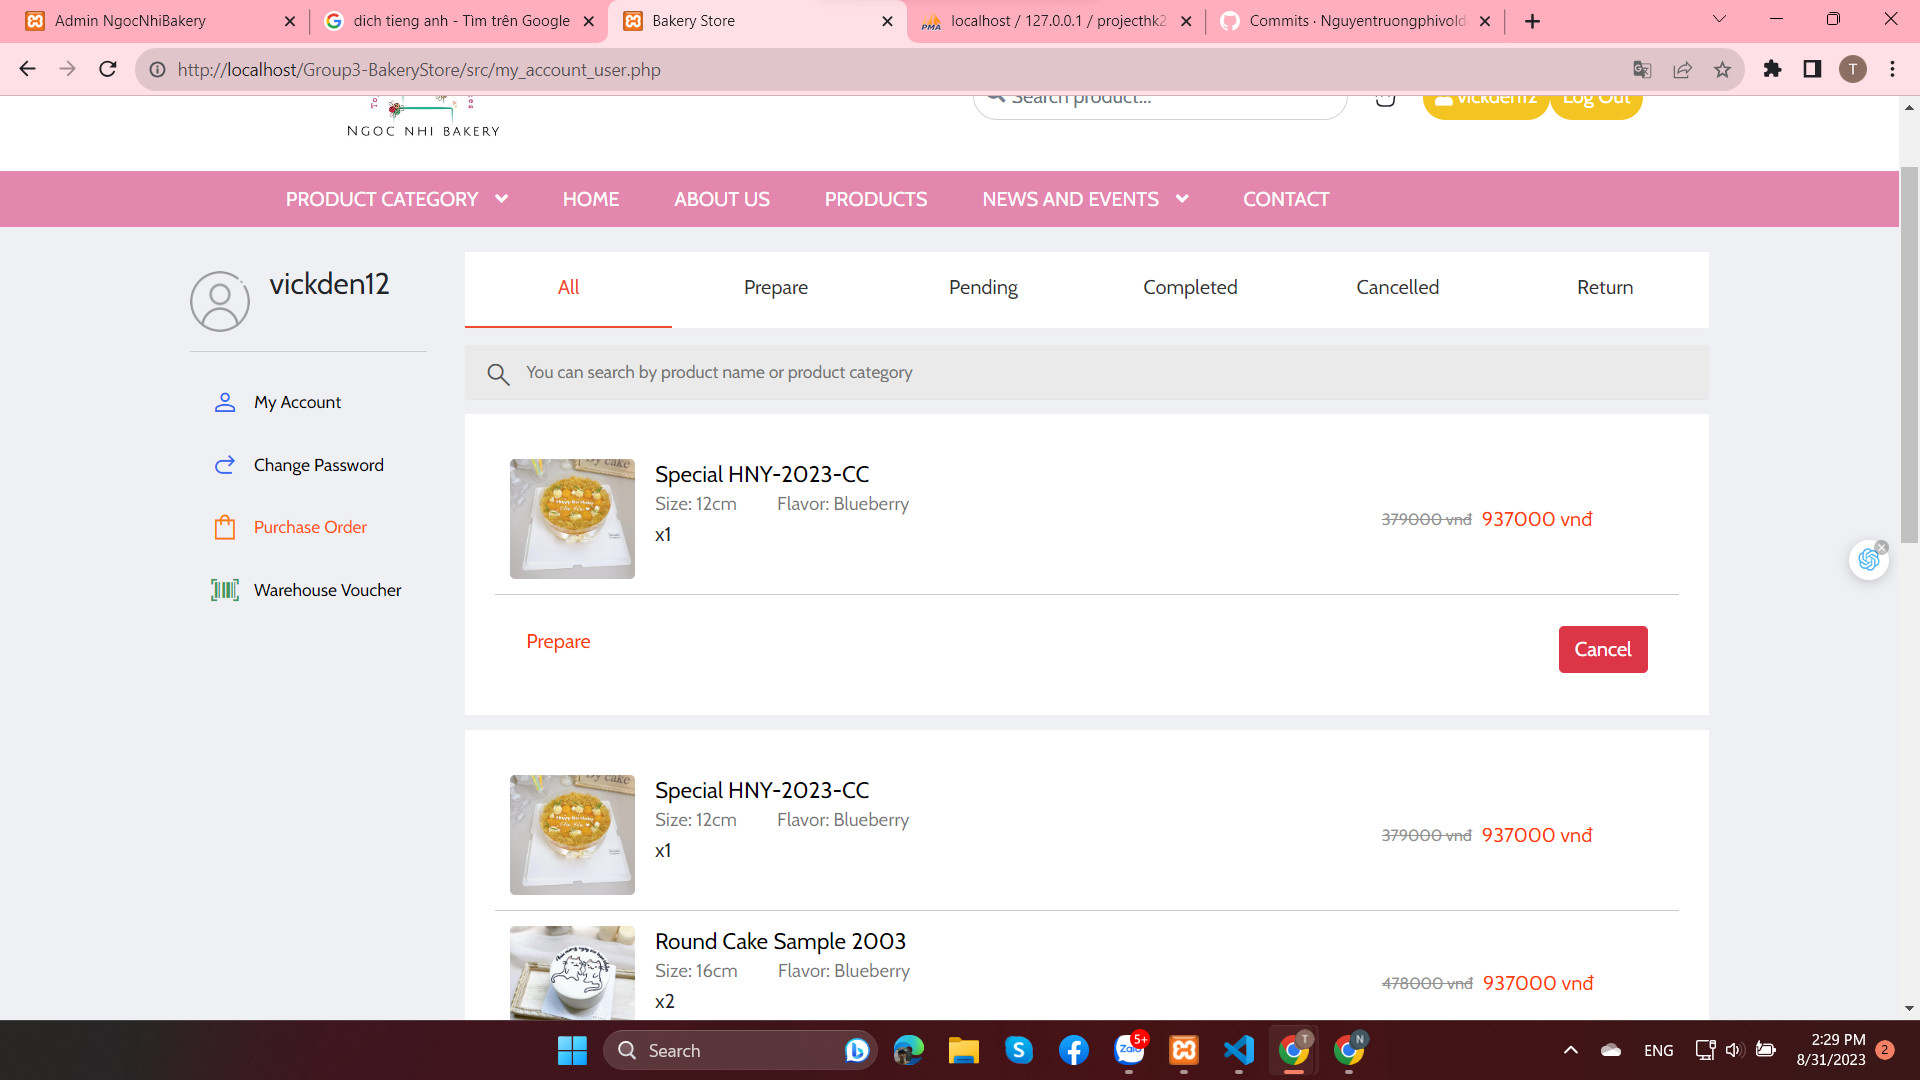 Admin NgocNhiBakery
dich tieng anh - Tìm trên Google
Bakery Store
localhost / 127.0.0.1 / projecthk2
Commits · Nguyentruongphivold
http://localhost/Group3-BakeryStore/src/my_account_user.php
T
NGOC NHI BAKERY
Search product...
vickden12
Log Out
PRODUCT CATEGORY
HOME
ABOUT US
PRODUCTS
NEWS AND EVENTS
CONTACT
vickden12
My Account
Change Password
Purchase Order
Warehouse Voucher
All
Prepare
Pending
Completed
Cancelled
Return
You can search by product name or product category
Special HNY-2023-CC
Size: 12cm Flavor: Blueberry
x1
379000 vnđ 937000 vnđ
Prepare
Cancel
Special HNY-2023-CC
Size: 12cm Flavor: Blueberry
x1
379000 vnđ 937000 vnđ
Round Cake Sample 2003
Size: 16cm Flavor: Blueberry
x2
478000 vnđ 937000 vnđ
Search
Zalo
5+
T
N
ENG
2:29 PM
8/31/2023
2